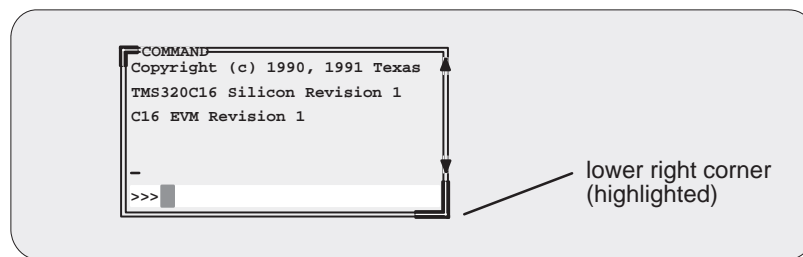 COMMAND
Copyright (c) 1990, 1991 Texas
TMS320C16 Silicon Revision 1
C16 EVM Revision 1
>>>
lower right corner
(highlighted)